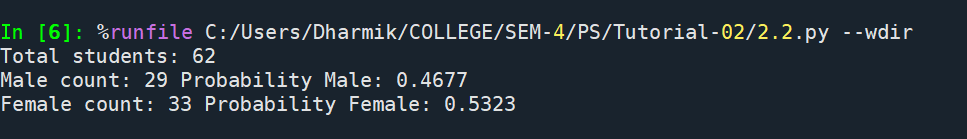 In [6]: %runfile C:/Users/Dharmik/COLLEGE/SEM-4/PS/Tutorial-02/2.2.py --wdir
Total students: 62
Male count: 29 Probability Male: 0.4677
Female count: 33 Probability Female: 0.5323